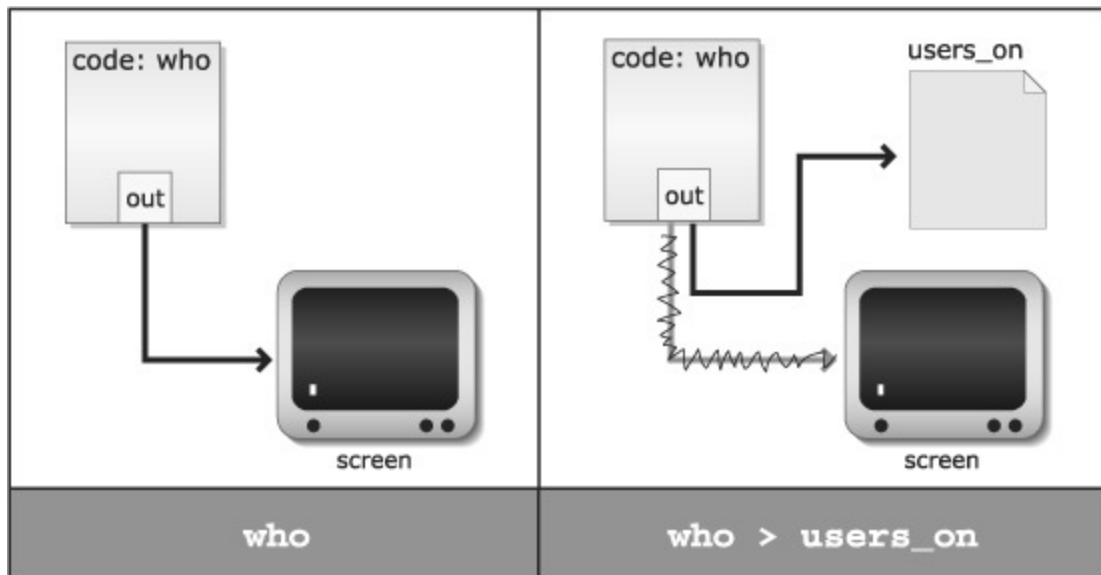 code: who
out
screen
who
code: who
users_on
out
screen
who > users_on